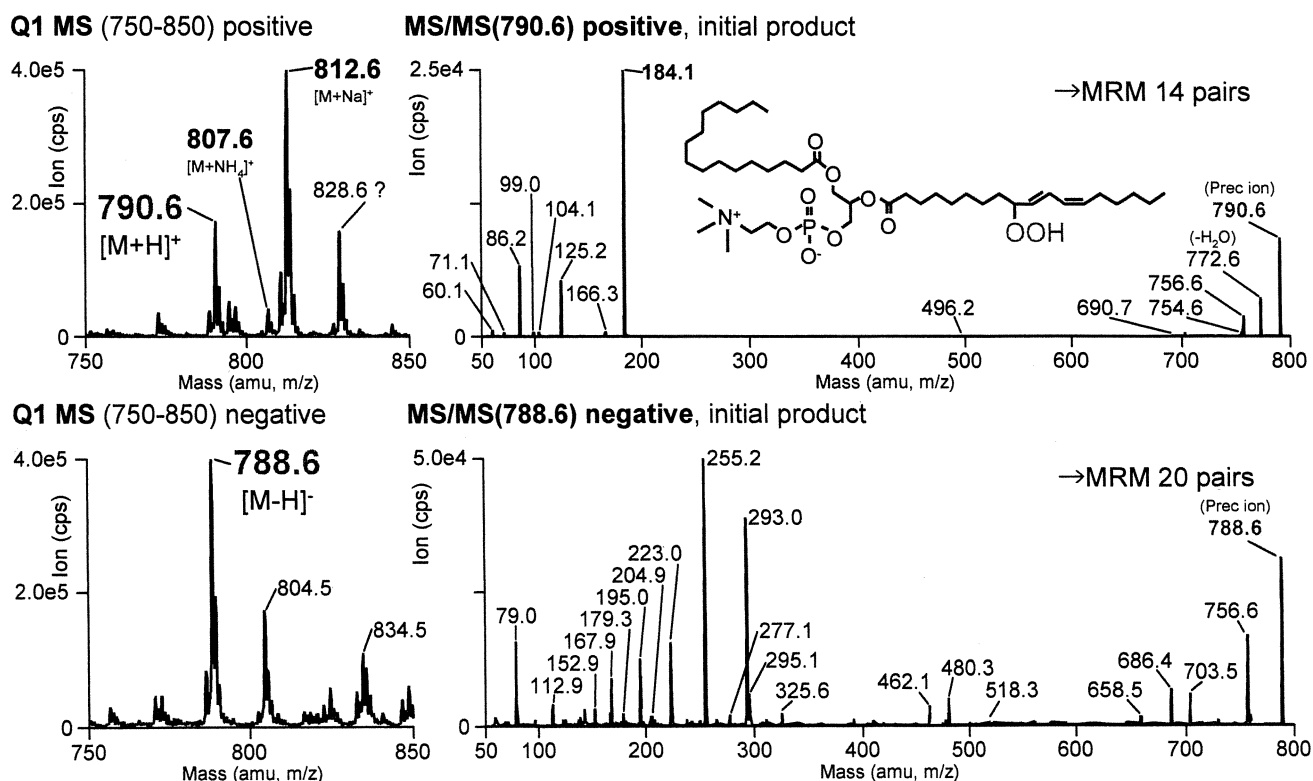 Q1 MS (750-850) positive
4.0e5
2.0e5
0
Ion (cps)
812.6
[M+Na]+
807.6
[M+NH4]+
828.6 ?
790.6
[M+H]+
750
800
850
Mass (amu, m/z)
MS/MS(790.6) positive, initial product
2.5e4
0
Ion (cps)
184.1
→MRM 14 pairs
99.0
104.1
86.2
125.2
71.1
60.1
166.3
O
O
O
O
N+
O
P
O
O-
O
OOH
(Prec ion)
790.6
(-H2O)
772.6
756.6
754.6
690.7
496.2
50
100
200
300
400
500
600
700
800
Mass (amu, m/z)
Q1 MS (750-850) negative
4.0e5
2.0e5
0
Ion (cps)
788.6
[M-H]-
804.5
834.5
750
800
850
Mass (amu, m/z)
MS/MS(788.6) negative, initial product
5.0e4
0
Ion (cps)
255.2
→MRM 20 pairs
(Prec ion)
788.6
293.0
223.0
204.9
195.0
179.3
167.9
152.9
112.9
79.0
277.1
295.1
325.6
462.1
480.3
518.3
658.5
686.4
703.5
756.6
50
100
200
300
400
500
600
700
800
Mass (amu, m/z)